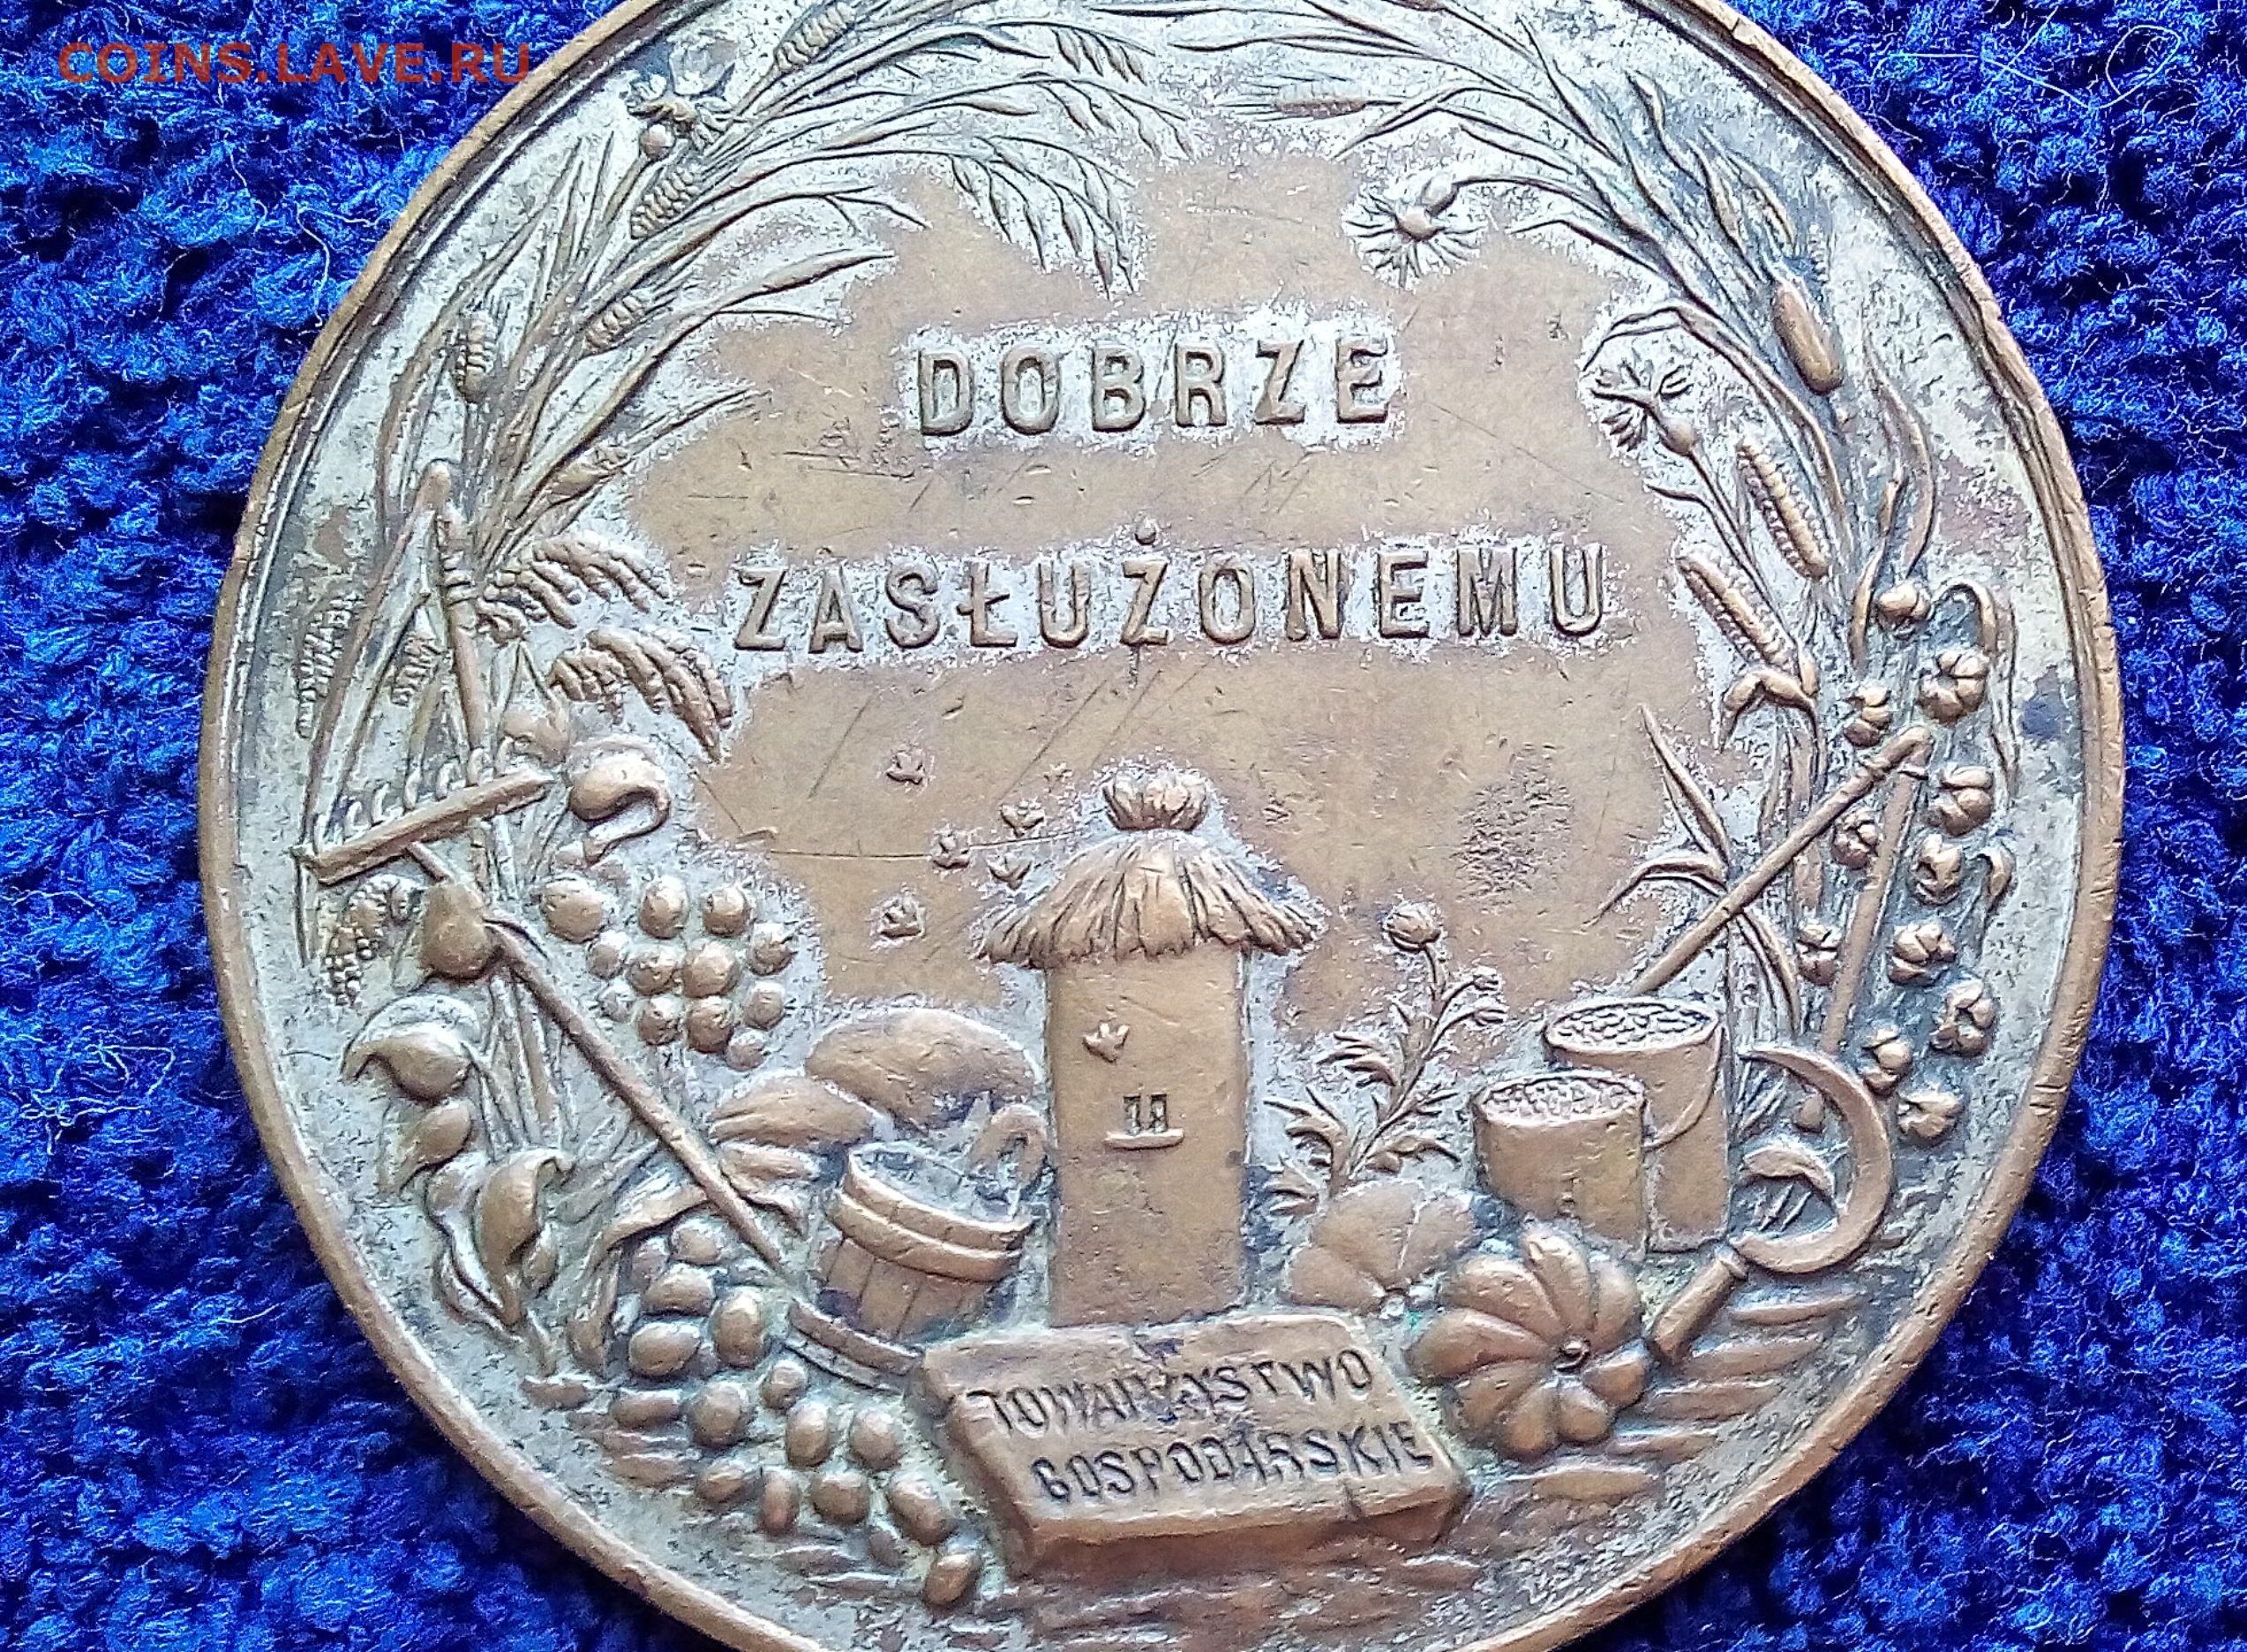 COINS.LAVE.RU
DOBRZE
ZASŁUŻONEMU
TOWARZYSTWO
GOSPODARSKIE